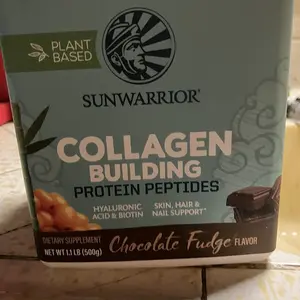 PLANT
BASED
SUNWARRIOR®
COLLAGEN
BUILDING
PROTEIN PEPTIDES
HYALURONIC
ACID & BIOTIN
SKIN, HAIR &
NAIL SUPPORT*
DIETARY SUPPLEMENT
NET WT 1.1 LB (500g)
Chocolate Fudge FLAVOR